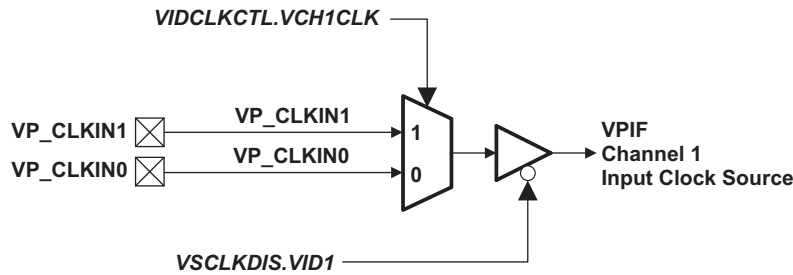 VIDCLKCTL.VCH1CLK
VP_CLKIN1 VP_CLKIN1 1
VP_CLKIN0 VP_CLKIN0 0
VPIF
Channel 1
Input Clock Source
VSCLKDIS.VID1